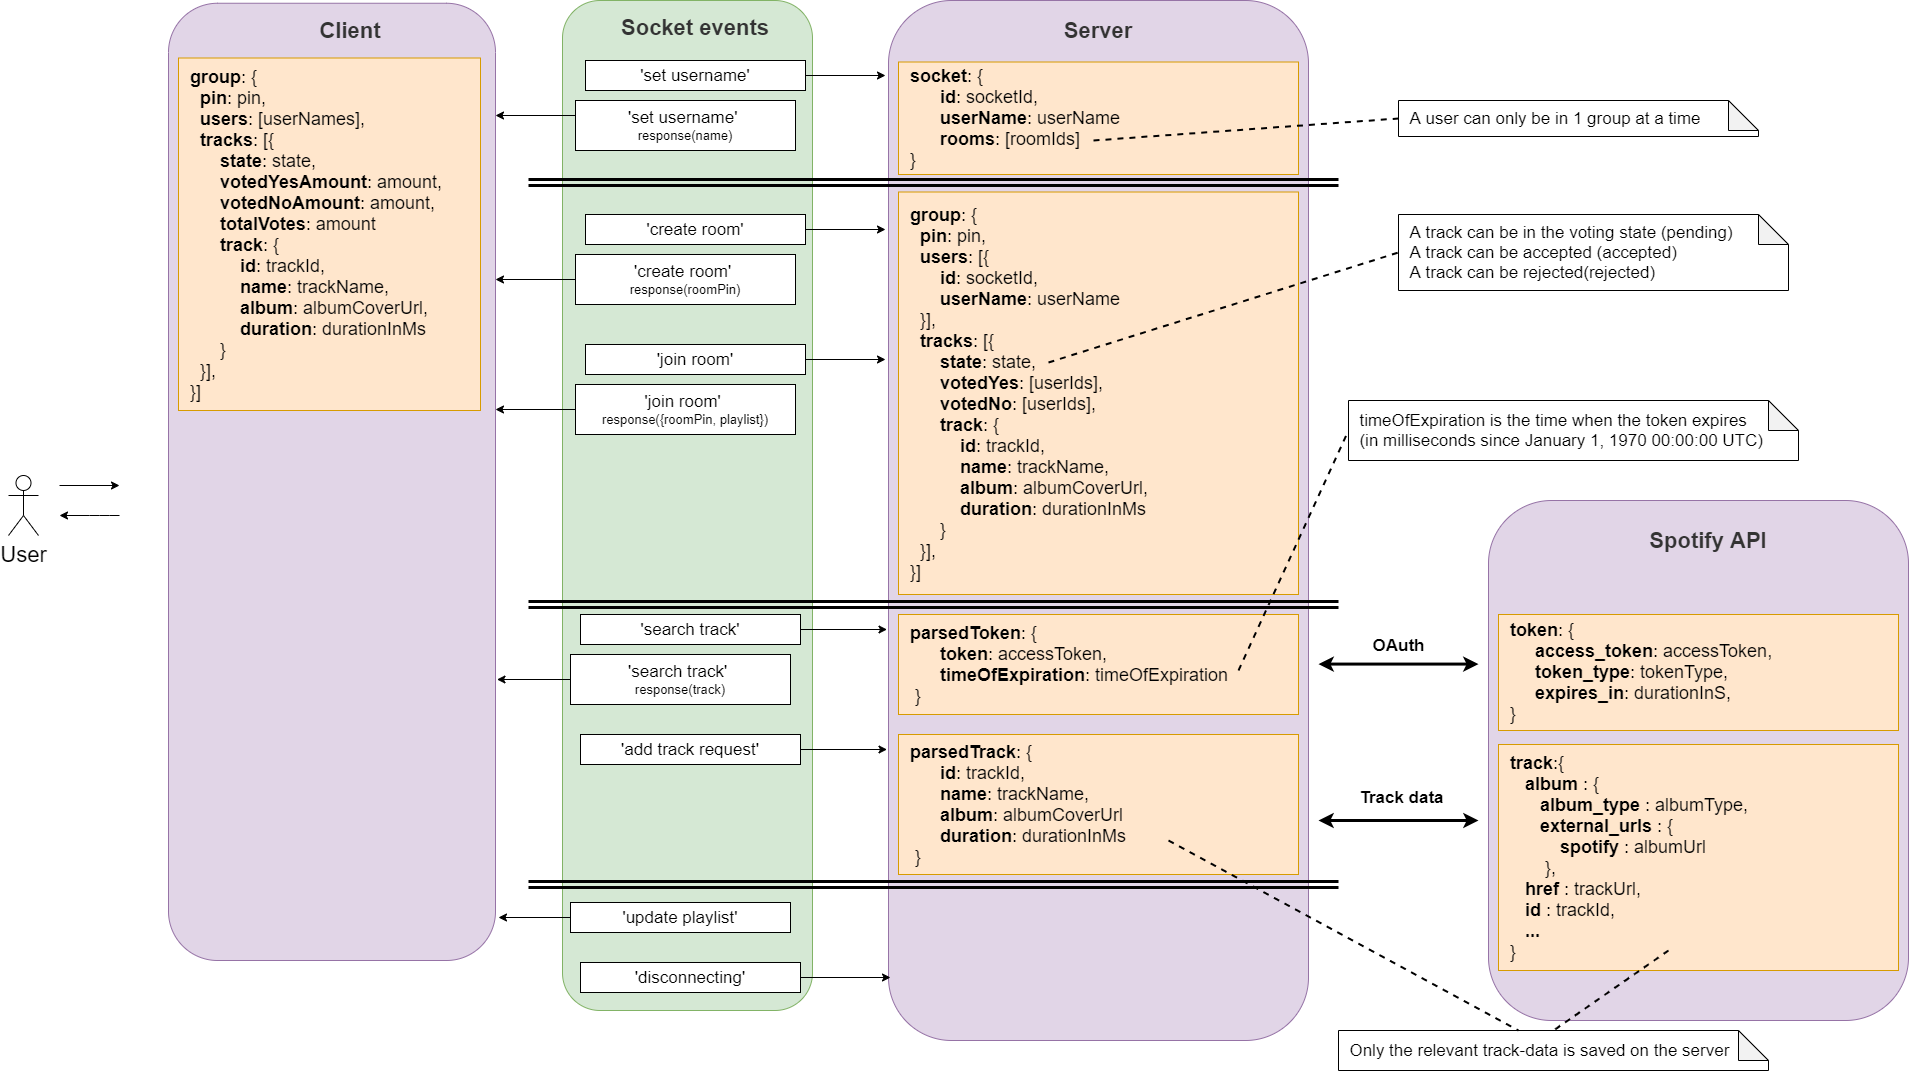 User
Client
group: {
pin: pin,
users: [userNames],
tracks: [{
state: state,
votedYesAmount: amount,
votedNoAmount: amount,
totalVotes: amount
track: {
id: trackId,
name: trackName,
album: albumCoverUrl,
duration: durationInMs
}
}],
}]
Socket events
'set username'
'set username'
response(name)
'create room'
'create room'
response(roomPin)
'join room'
'join room'
response({roomPin, playlist})
'search track'
'search track'
response(track)
'add track request'
'update playlist'
'disconnecting'
Server
socket: {
id: socketId,
userName: userName
rooms: [roomIds]
}
group: {
pin: pin,
users: [{
id: socketId,
userName: userName
}],
tracks: [{
state: state,
votedYes: [userIds],
votedNo: [userIds],
track: {
id: trackId,
name: trackName,
album: albumCoverUrl,
duration: durationInMs
}
}],
}]
parsedToken: {
token: accessToken,
timeOfExpiration: timeOfExpiration
}
parsedTrack: {
id: trackId,
name: trackName,
album: albumCoverUrl
duration: durationInMs
}
A user can only be in 1 group at a time
A track can be in the voting state (pending)
A track can be accepted (accepted)
A track can be rejected(rejected)
timeOfExpiration is the time when the token expires
(in milliseconds since January 1, 1970 00:00:00 UTC)
OAuth
Track data
Spotify API
token: {
access_token: accessToken,
token_type: tokenType,
expires_in: durationInS,
}
track:{
album : {
album_type : albumType,
external_urls : {
spotify : albumUrl
},
href : trackUrl,
id : trackId,
...
}
Only the relevant track-data is saved on the server